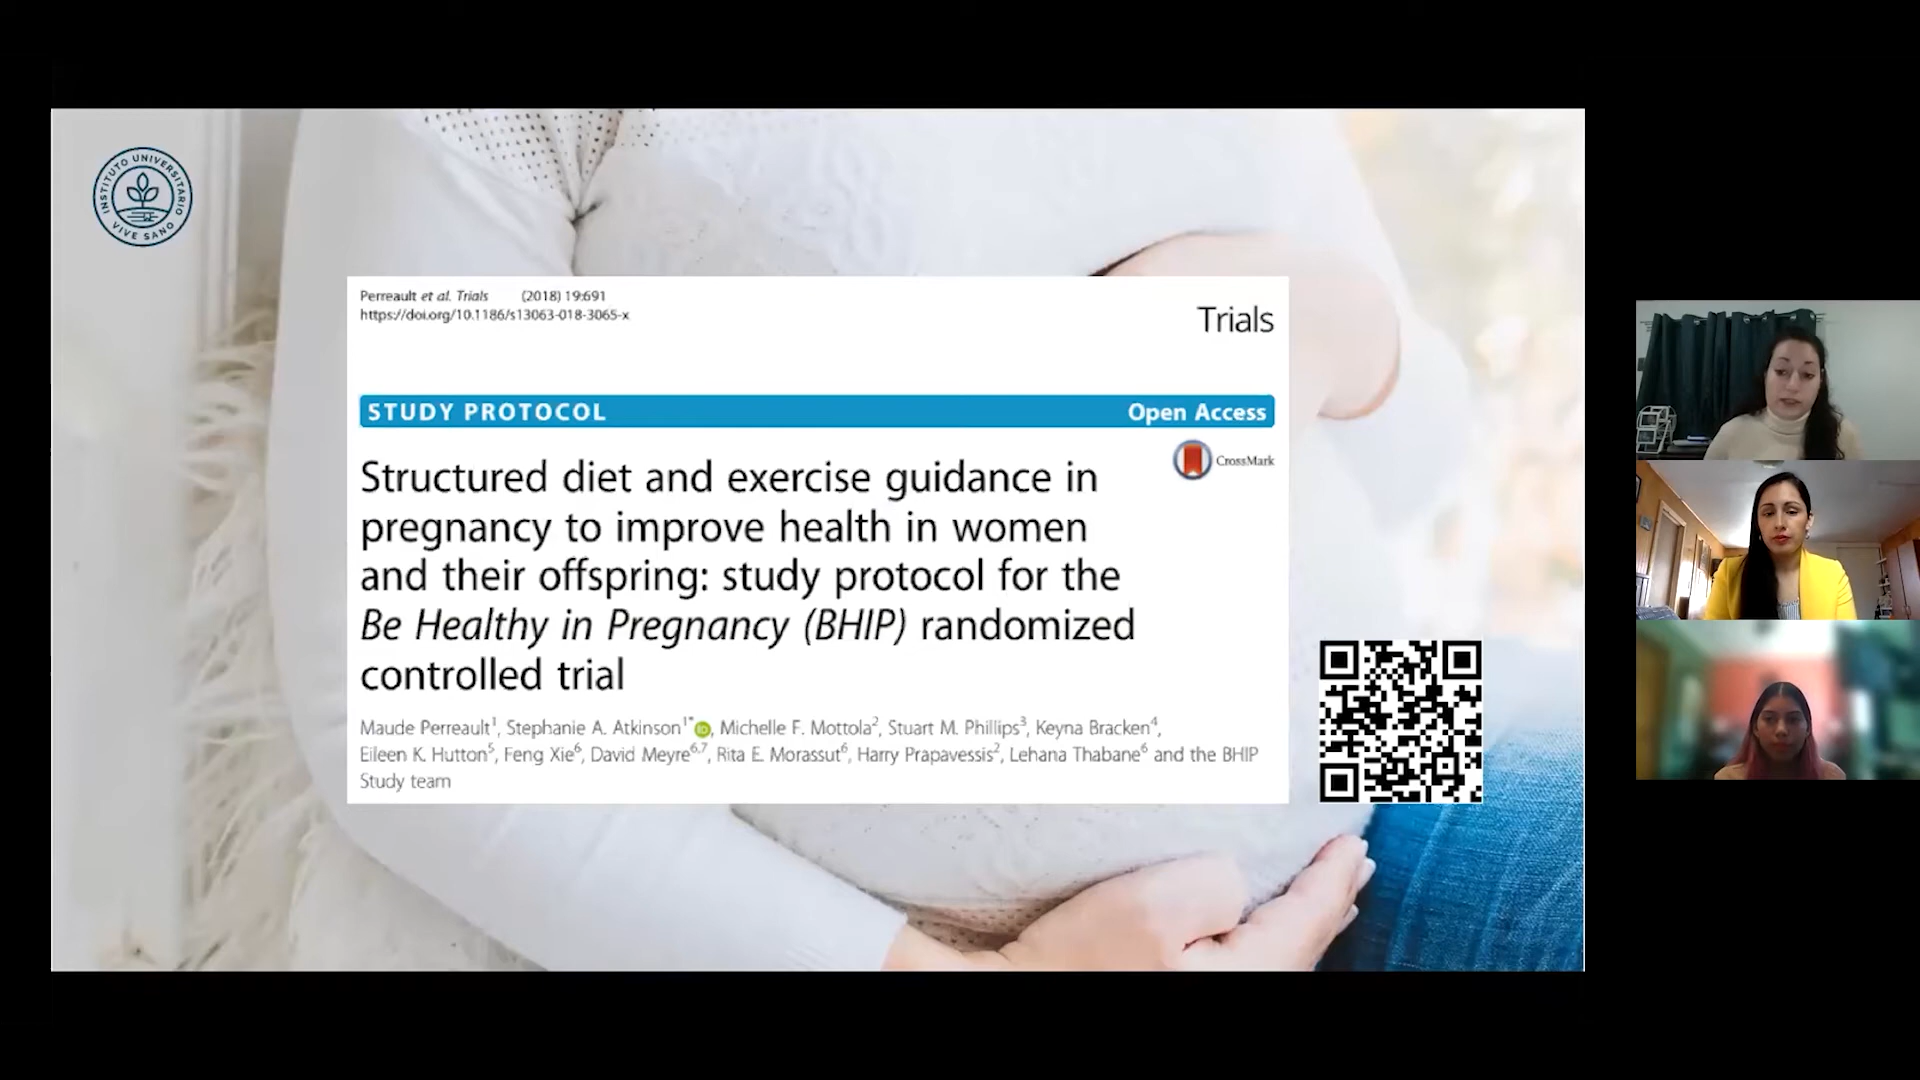 INSTITUTO UNIVERSITARIO
VIVE SANO
Perreault et al. Trials (2018) 19:691
https://doi.org/10.1186/s13063-018-3065-x
Trials
STUDY PROTOCOL
Open Access
CrossMark
Structured diet and exercise guidance in
pregnancy to improve health in women
and their offspring: study protocol for the
Be Healthy in Pregnancy (BHIP) randomized
controlled trial
Maude Perreault1, Stephanie A. Atkinson1*, Michelle F. Mottola2, Stuart M. Phillips3, Keyna Bracken4,
Eileen K. Hutton5, Feng Xie6, David Meyre6,7, Rita E. Morassut6, Harry Prapavessis2, Lehana Thabane6 and the BHIP
Study team